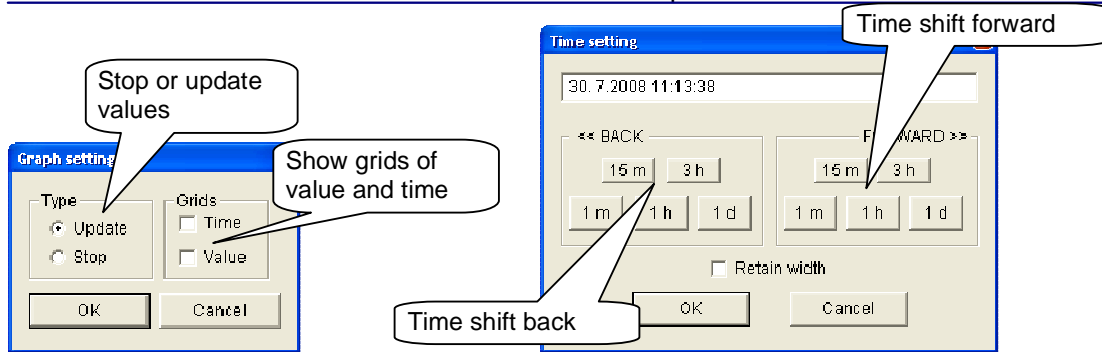 Stop or update
values
Graph setting
Type
Update
Stop
Grids
Time
Value
OK
Cancel
Show grids of
value and time
Time setting
Time shift forward
30. 7.2008 11:13:38
<< BACK
15 m 3 h
1 m 1 h 1 d
>>
15 m 3 h
1 m 1 h 1 d
Retain width
OK
Cancel
Time shift back